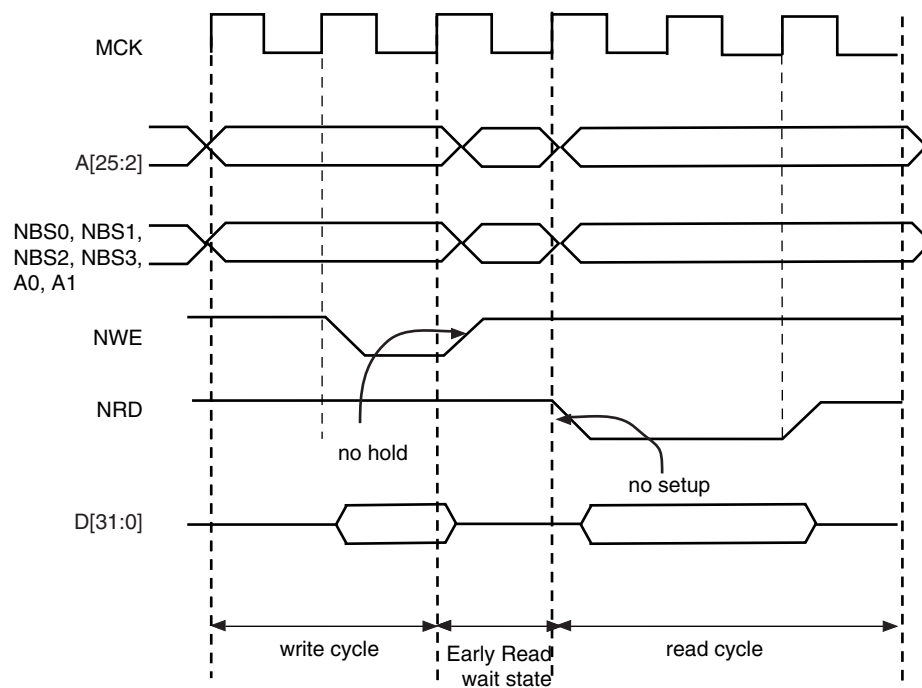 MCK
A[25:2]
NBS0, NBS1,
NBS2, NBS3,
A0, A1
NWE
NRD
no hold
no setup
D[31:0]
write cycle
Early Read
wait state
read cycle